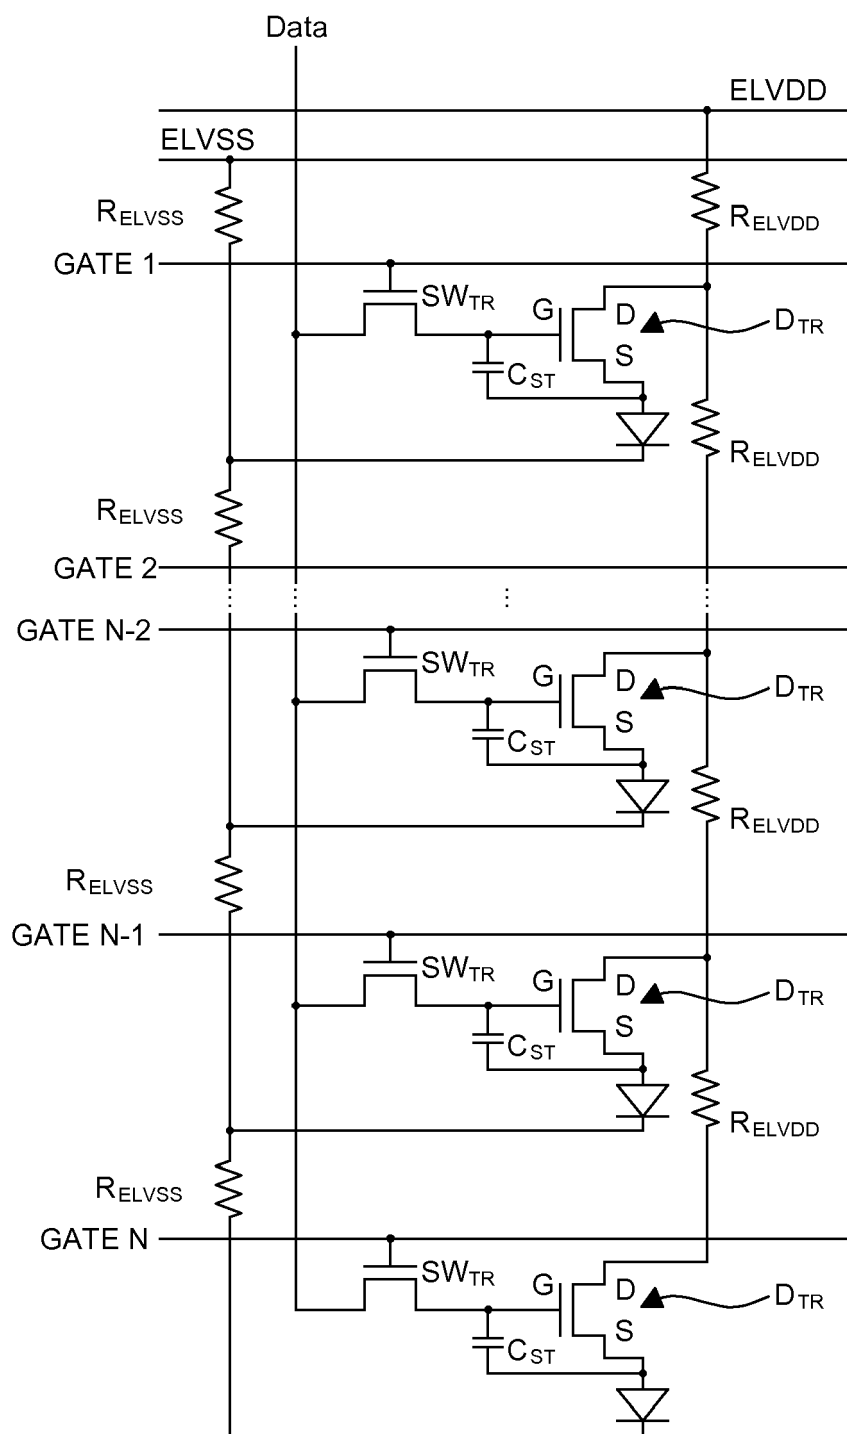 Data
ELVDD
ELVSS
RELVSS
RELVDD
GATE 1
SWTR
G
D
DTR
S
CST
RELVDD
RELVSS
GATE 2
GATE N-2
SWTR
G
D
DTR
S
CST
RELVDD
RELVSS
GATE N-1
SWTR
G
D
DTR
S
CST
RELVDD
RELVSS
GATE N
SWTR
G
D
DTR
S
CST